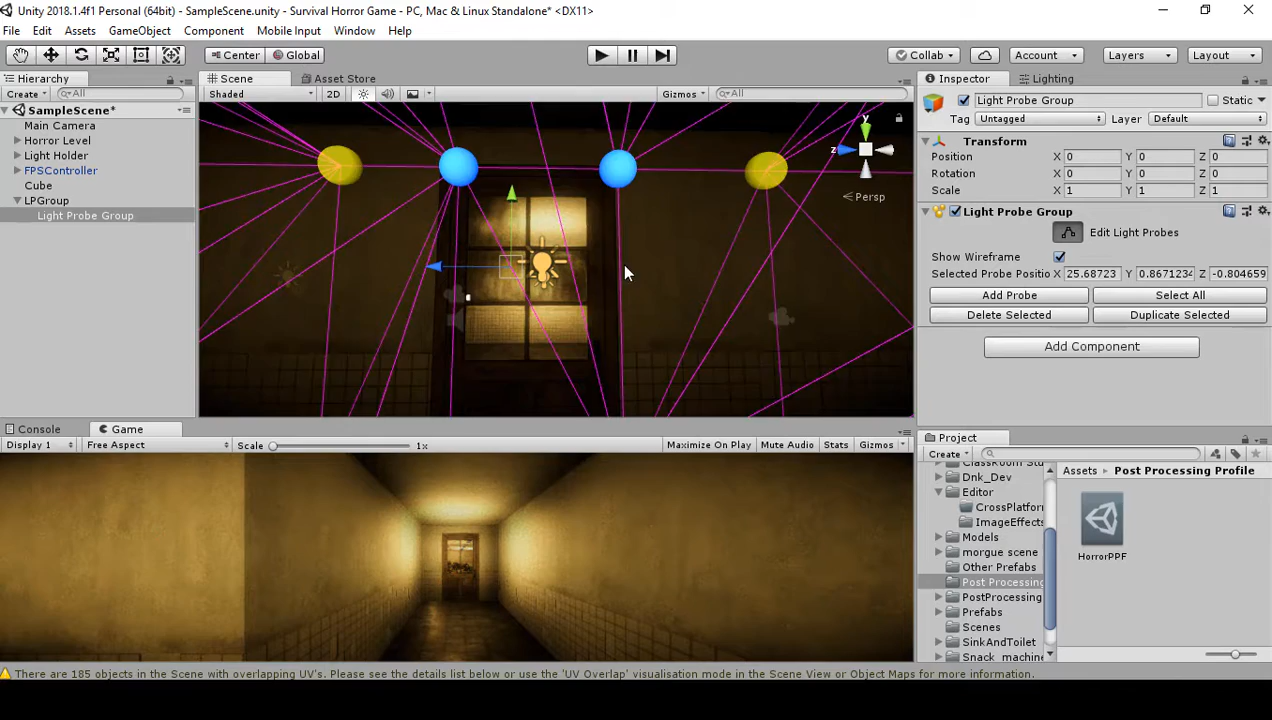 Unity 2018.1.4f1 Personal (64bit) - SampleScene.unity - Survival Horror Game - PC, Mac & Linux Standalone* <DX11>
File Edit Assets GameObject Component Mobile Input Window Help
Center Global Collab Account Layers Layout
Hierarchy
Create All
SampleScene*
Main Camera
Horror Level
Light Holder
FPSController
Cube
LPGroup
Light Probe Group
Scene Asset Store
Shaded 2D Gizmos All
y
z
Persp
Inspector Lighting
Light Probe Group Static
Tag Untagged Layer Default
Transform
Position X 0 Y 0 Z 0
Rotation X 0 Y 0 Z 0
Scale X 1 Y 1 Z 1
Light Probe Group
Edit Light Probes
Show Wireframe
Selected Probe Positio X 25.68723 Y 0.8671234 Z -0.804659
Add Probe Select All
Delete Selected Duplicate Selected
Add Component
Console Game
Display 1 Free Aspect Scale 1x Maximize On Play Mute Audio Stats Gizmos
Project
Create
Dnk_Dev
Editor
CrossPlatfor
ImageEffects
Models
morgue scene
Other Prefabs
Post Processing
PostProcessing
Prefabs
Scenes
SinkAndToilet
Snack_machine
Assets Post Processing Profile
HorrorPPF
There are 185 objects in the Scene with overlapping UV's. Please see the details list below or use the 'UV Overlap' visualisation mode in the Scene View or Object Maps for more information.